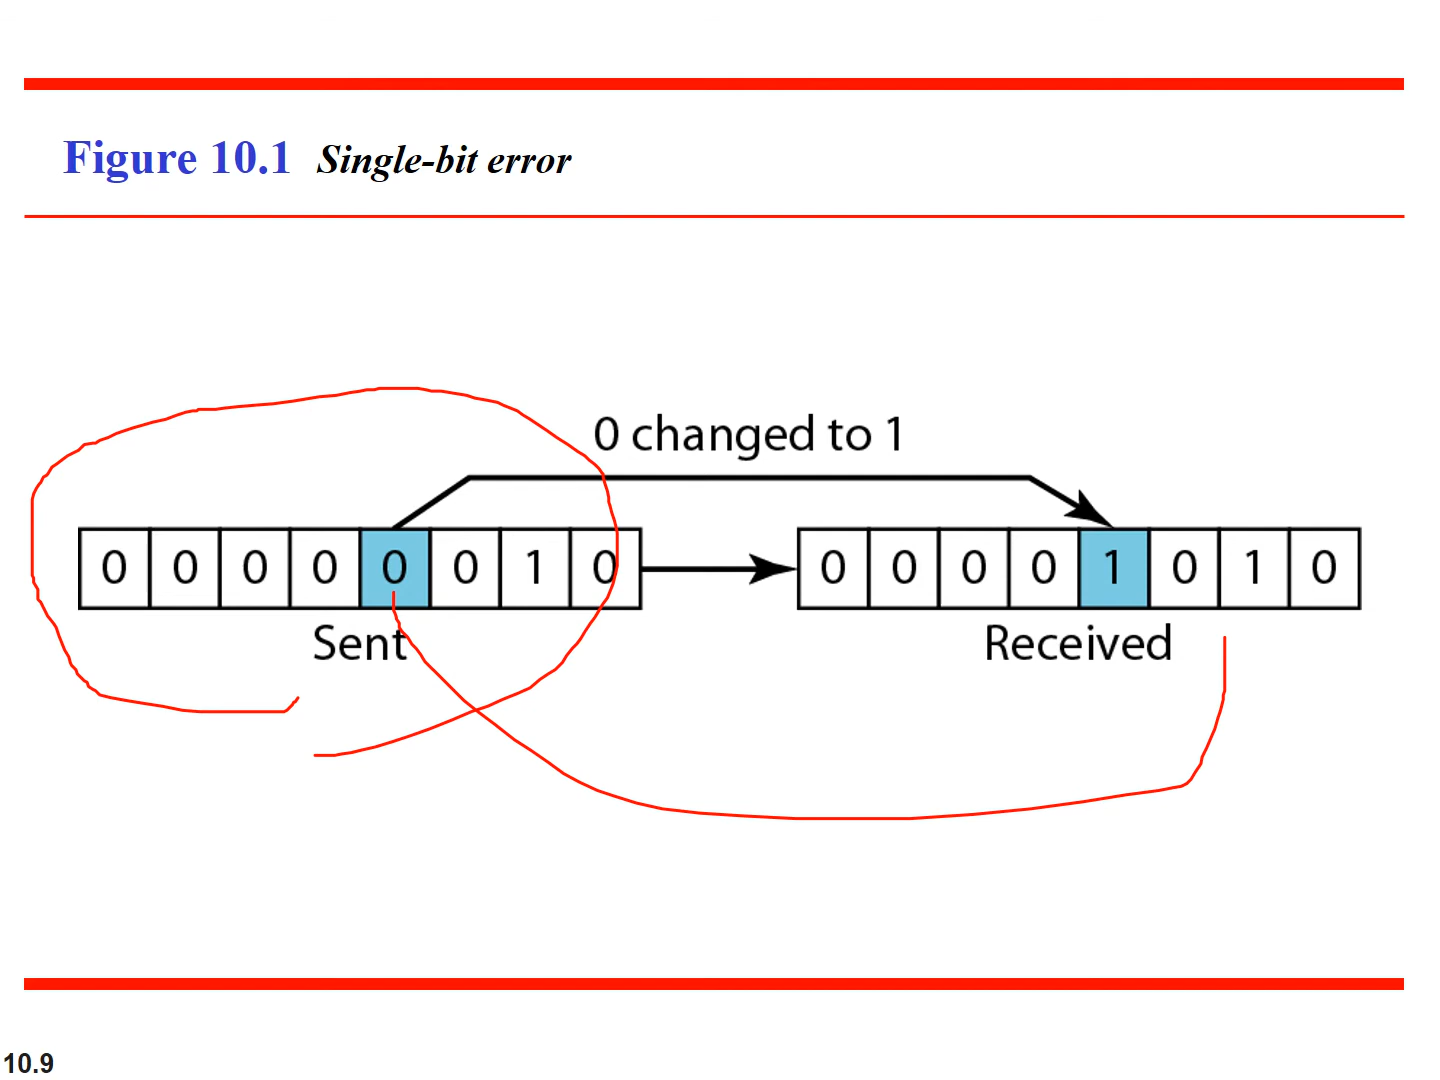 Figure 10.1 Single-bit error
0 changed to 1
0 0 0 0 0 0 1 0 0 0 0 0 1 0 1 0
Sent Received
10.9